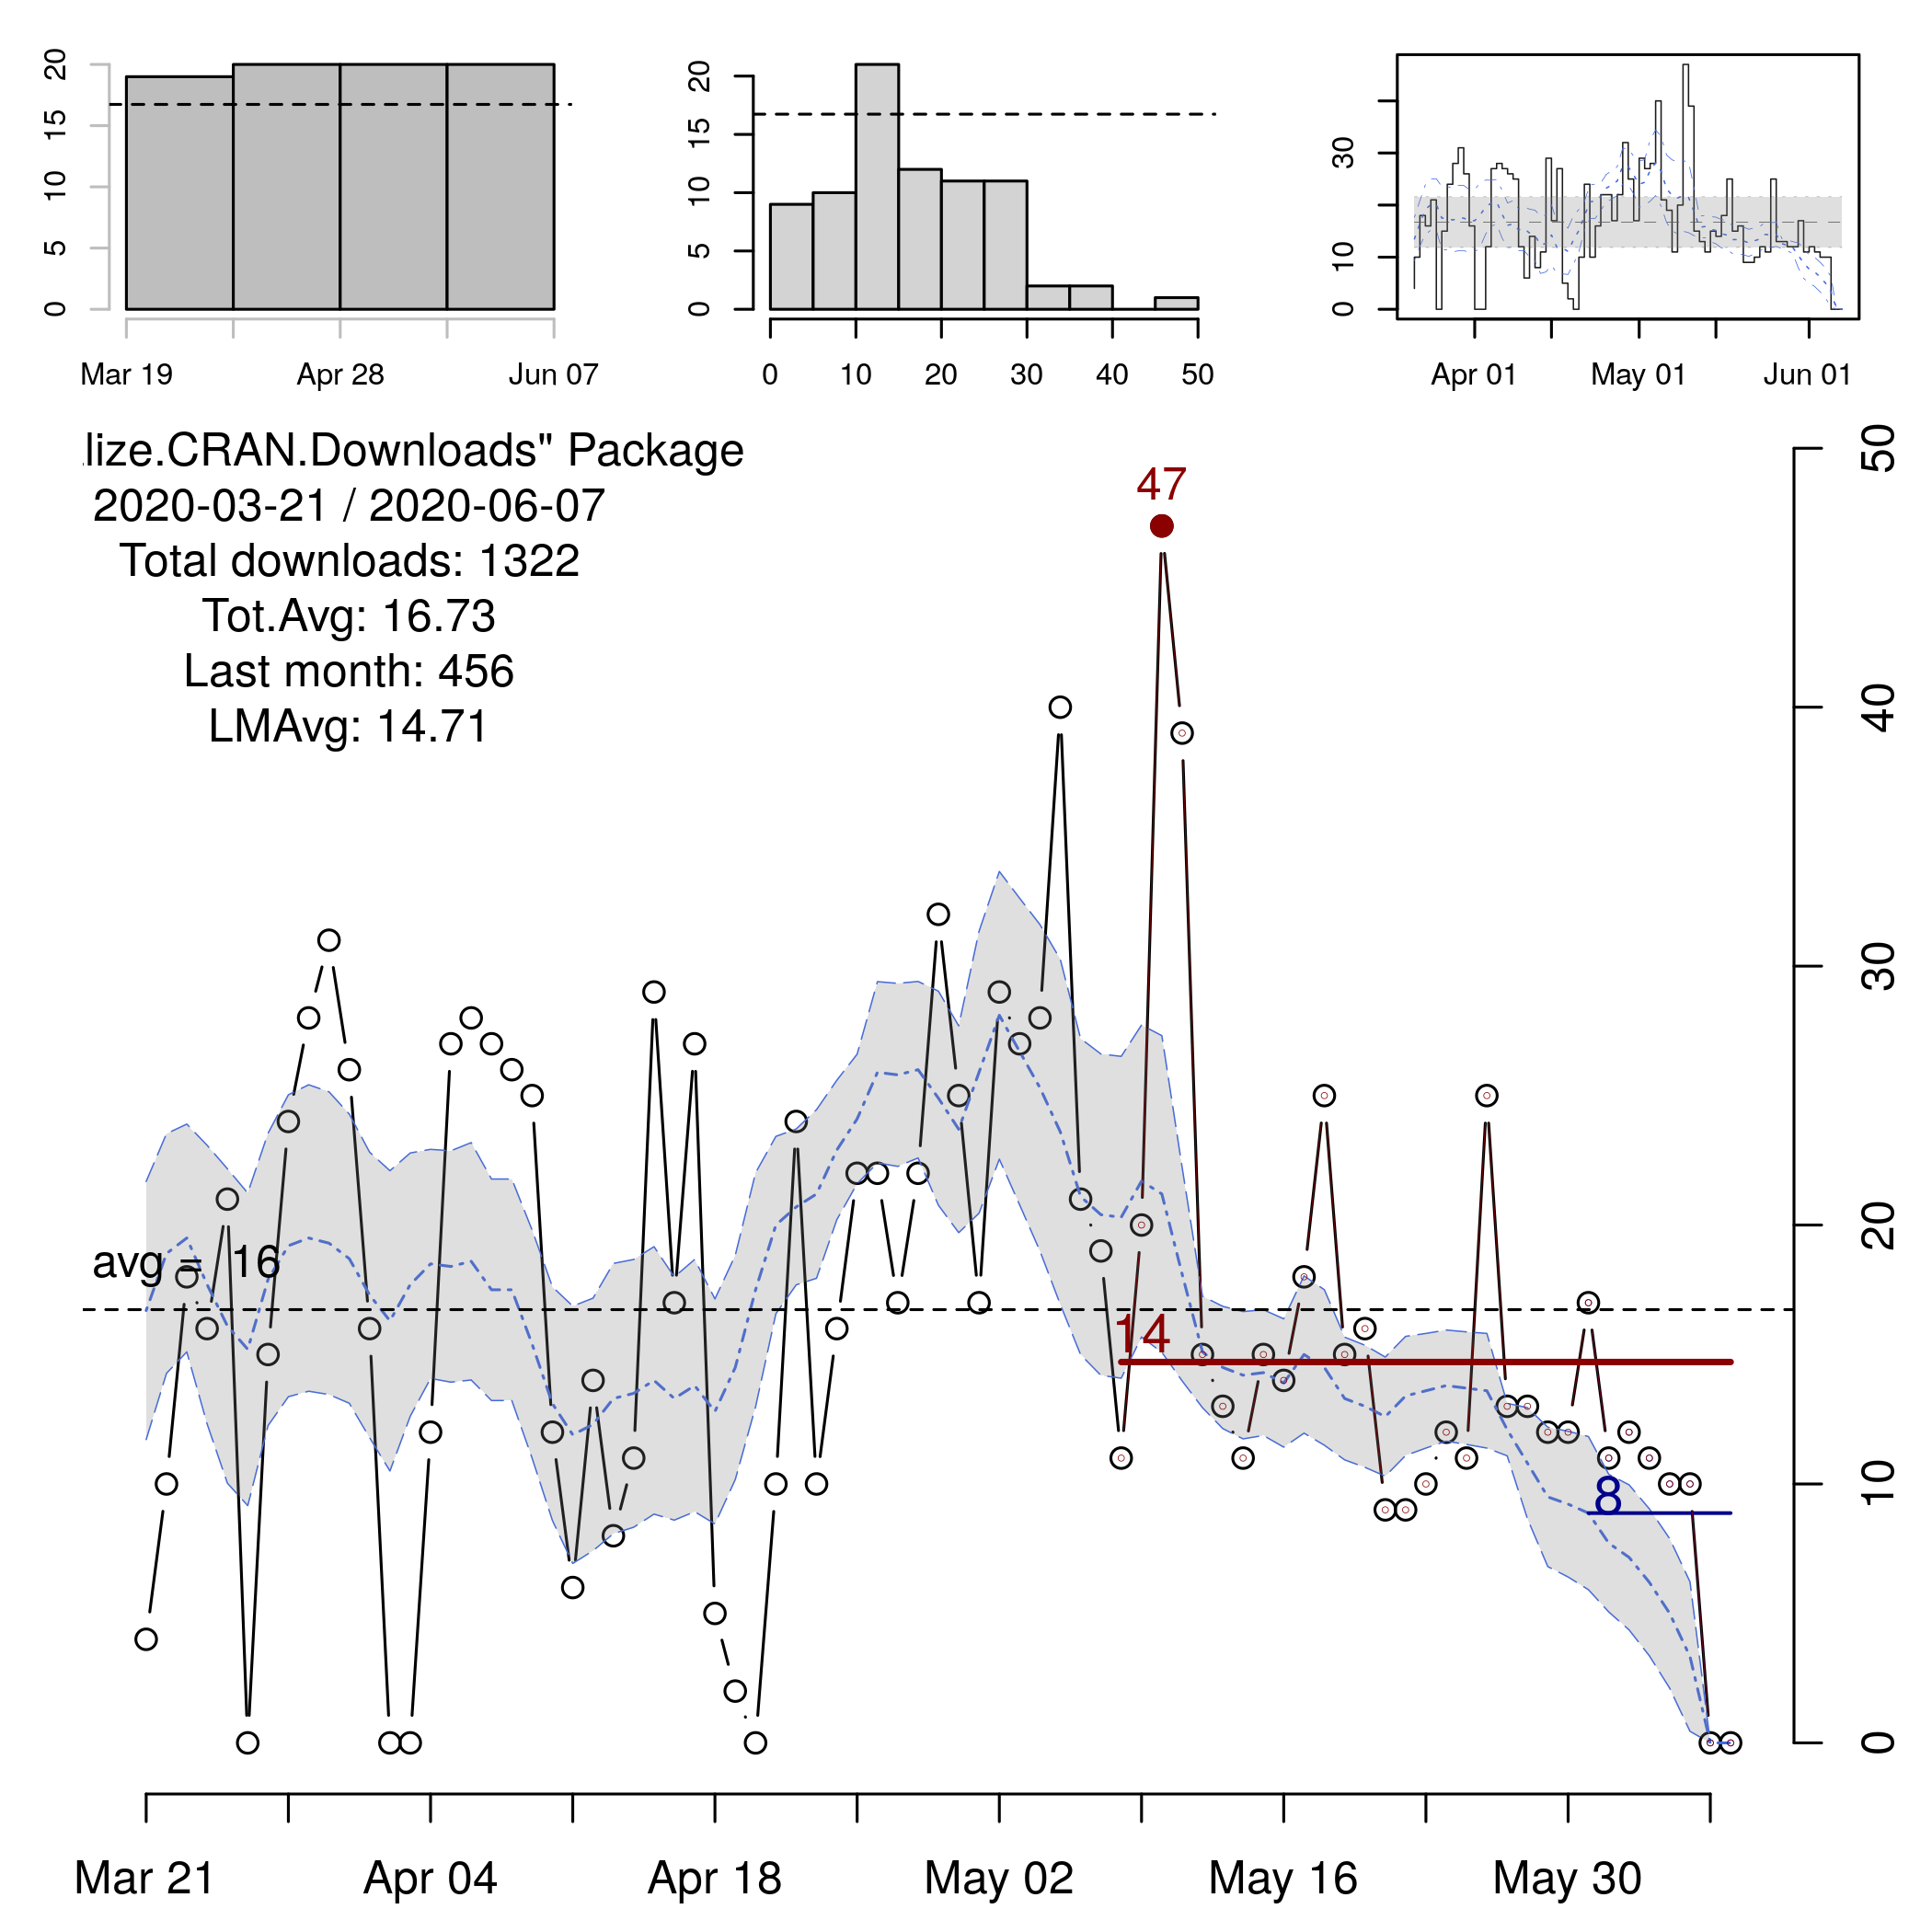 20
15
10
5
0
Mar 19 Apr 28 Jun 07
20
15
10
5
0
0 10 20 30 40 50
30
10
0
Apr 01 May 01 Jun 01
lize.CRAN.Downloads" Package
2020-03-21 / 2020-06-07
Total downloads: 1322
Tot.Avg: 16.73
Last month: 456
LMAvg: 14.71
47
avg = 16
14
8
50
40
30
20
10
0
Mar 21 Apr 04 Apr 18 May 02 May 16 May 30